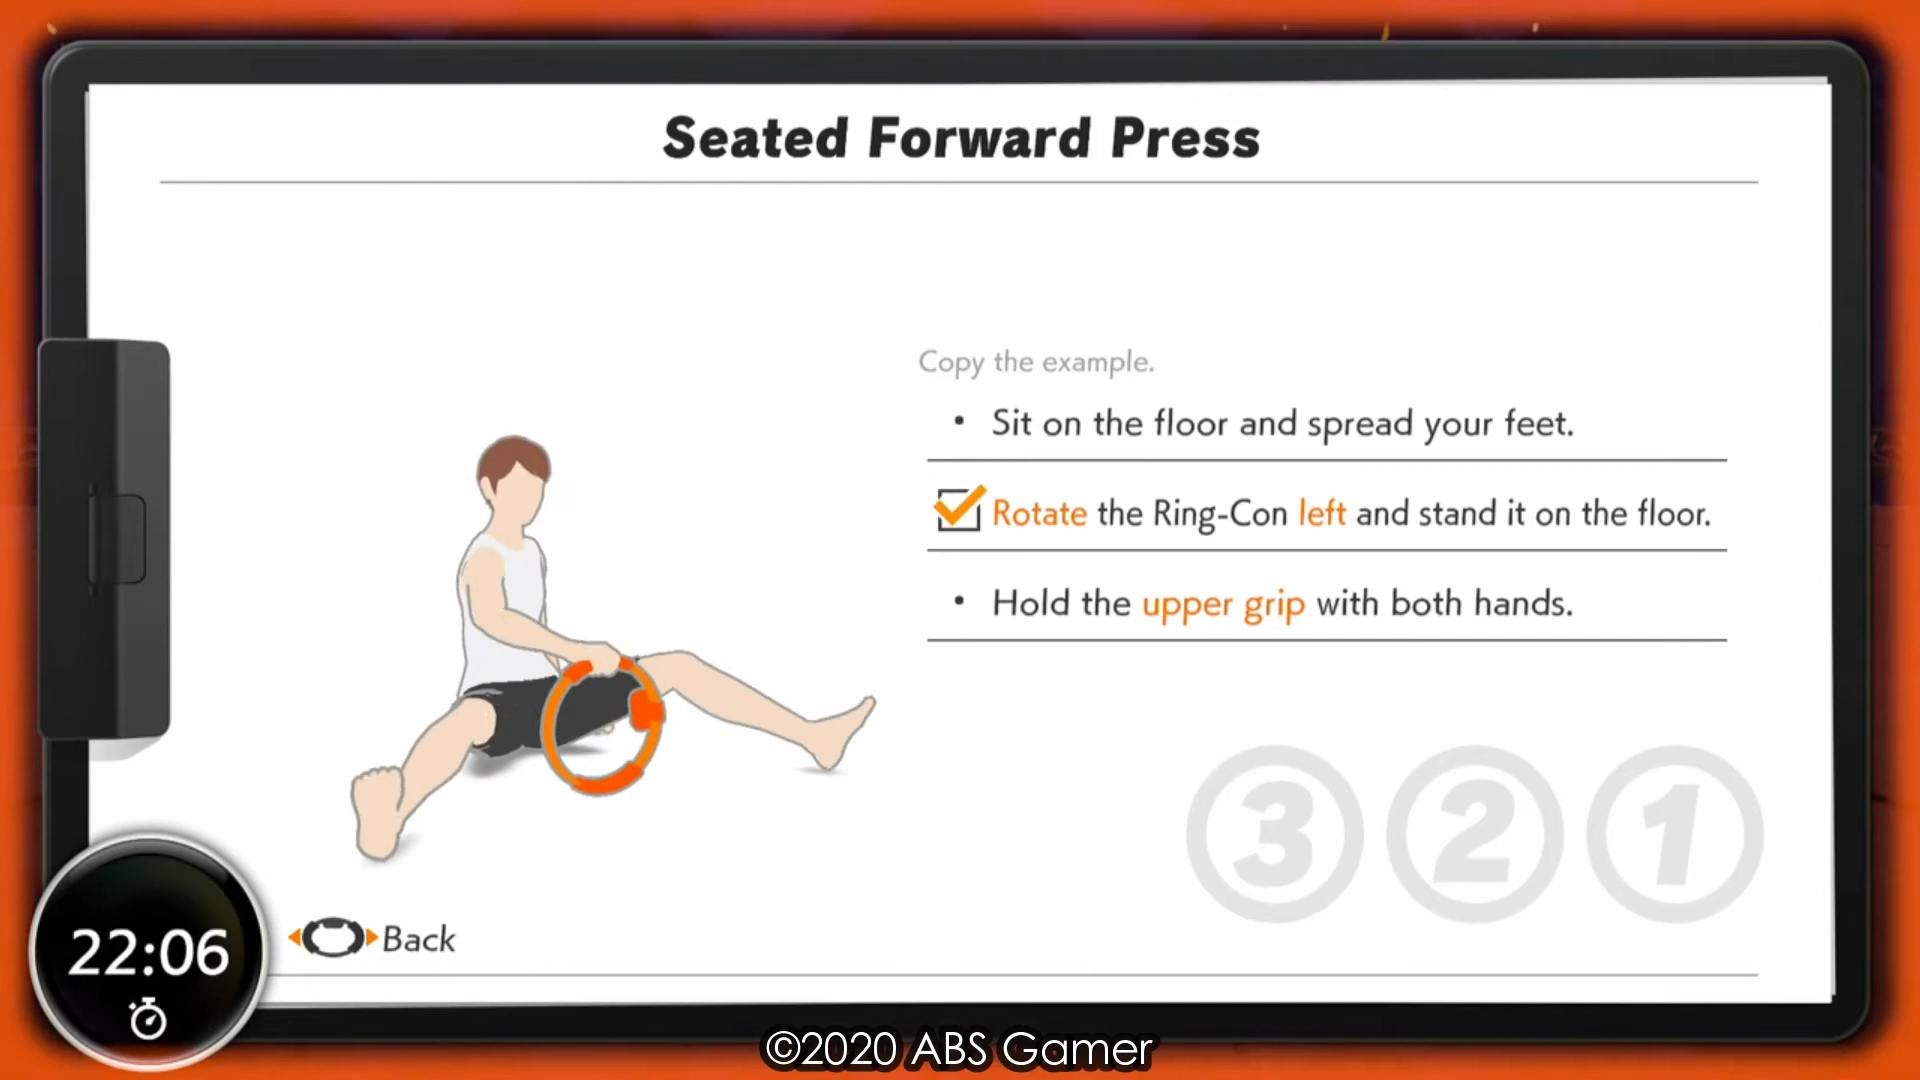 Seated Forward Press
Copy the example.
• Sit on the floor and spread your feet.
Rotate the Ring-Con left and stand it on the floor.
• Hold the upper grip with both hands.
3 2 1
Back
22:06
©2020 ABS Gamer